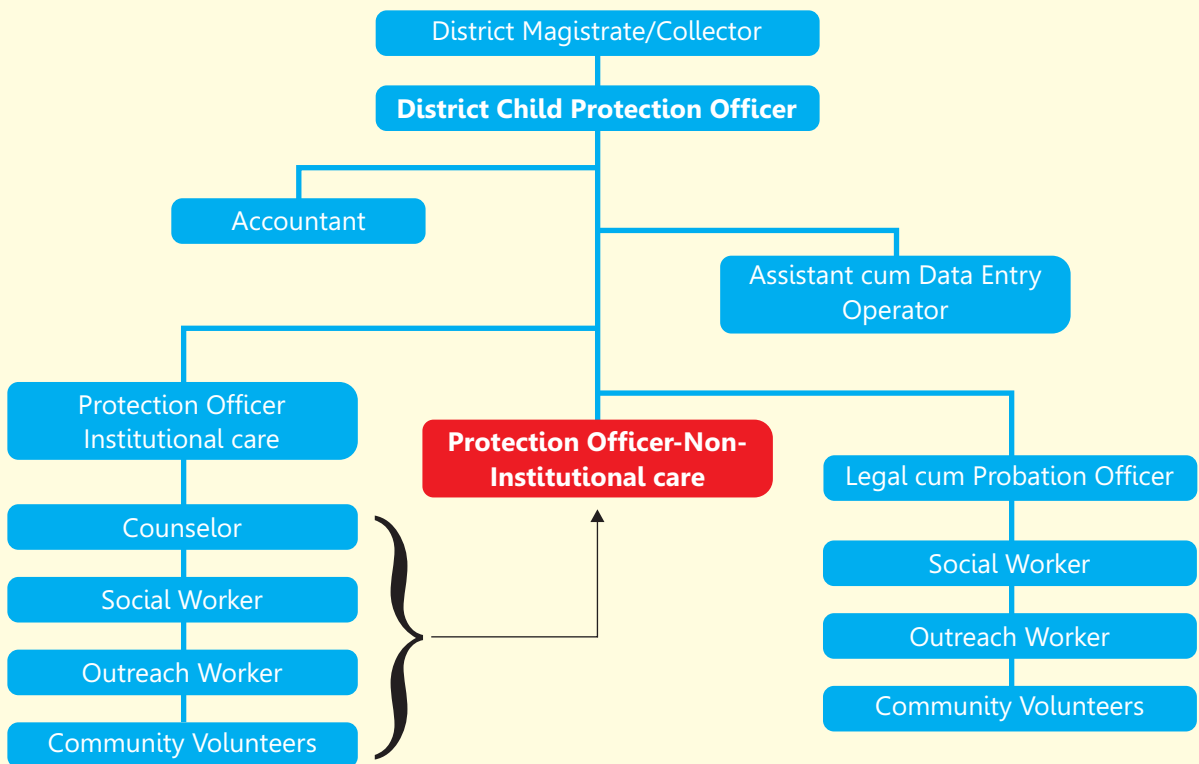 District Magistrate/Collector
District Child Protection Officer
Accountant
Assistant cum Data Entry
Operator
Protection Officer
Institutional care
Protection Officer-Non-
Institutional care
Legal cum Probation Officer
Counselor
Social Worker
Outreach Worker
Community Volunteers
Social Worker
Outreach Worker
Community Volunteers